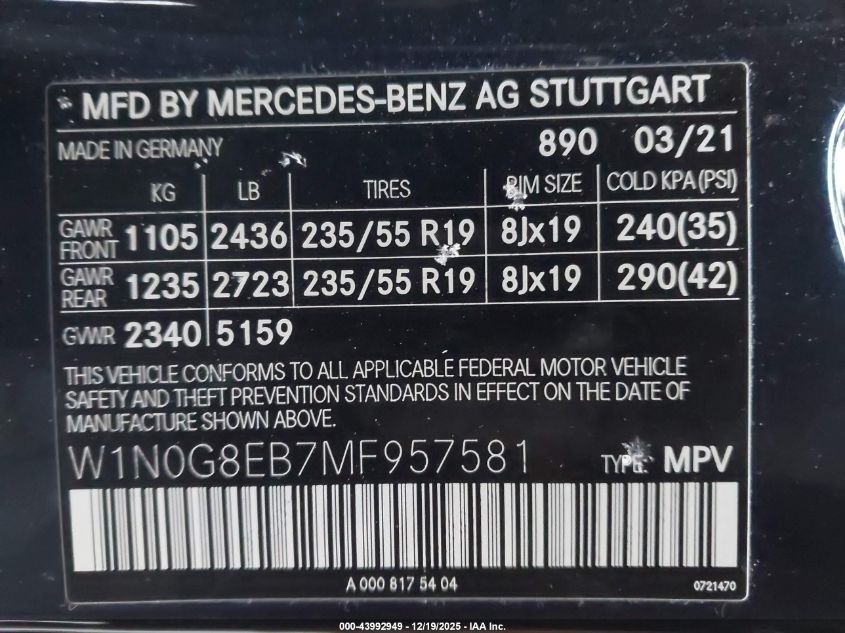 MFD BY MERCEDES-BENZ AG STUTTGART
MADE IN GERMANY 890 03/21
KG LB TIRES RIM SIZE COLD KPA(PSI)
GAWR FRONT 1105 2436 235/55 R19 8Jx19 240(35)
GAWR REAR 1235 2723 235/55 R19 8Jx19 290(42)
GVWR 2340 5159
THIS VEHICLE CONFORMS TO ALL APPLICABLE FEDERAL MOTOR VEHICLE
SAFETY AND THEFT PREVENTION STANDARDS IN EFFECT ON THE DATE OF
MANUFACTURE SHOWN ABOVE.
W1N0G8EB7MF957581 TYPE: MPV
A 000 817 54 04 0721470
000-43992949 - 12/19/2025 - IAA Inc.